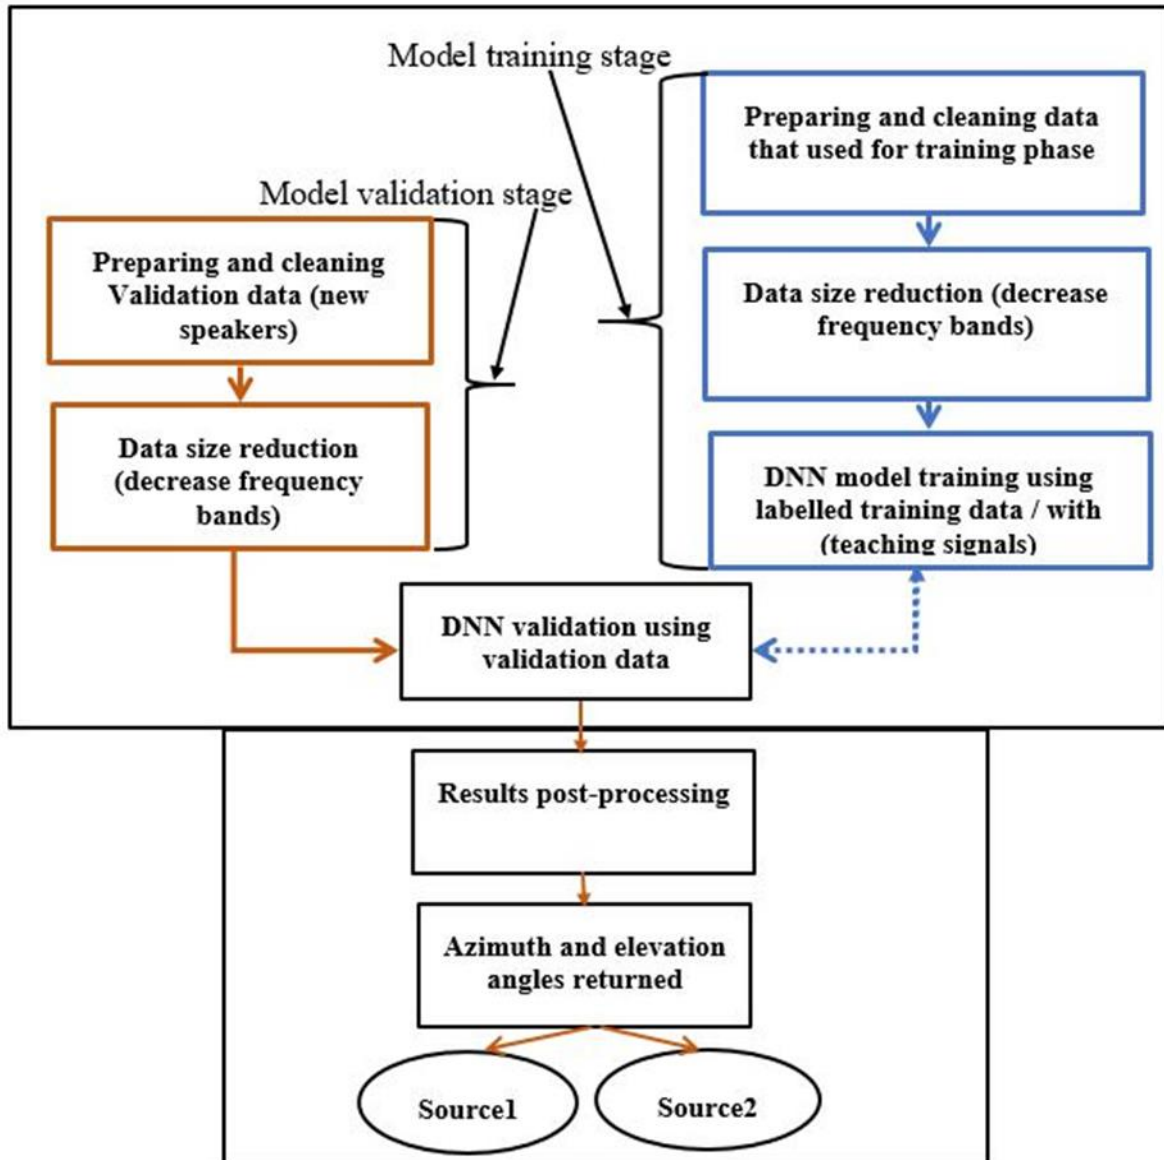 Model training stage
Preparing and cleaning data
that used for training phase
Model validation stage
Preparing and cleaning
Validation data (new
speakers)
Data size reduction (decrease
frequency bands)
Data size reduction
(decrease frequency
bands)
DNN model training using
labelled training data / with
(teaching signals)
DNN validation using
validation data
Results post-processing
Azimuth and elevation
angles returned
Source1
Source2